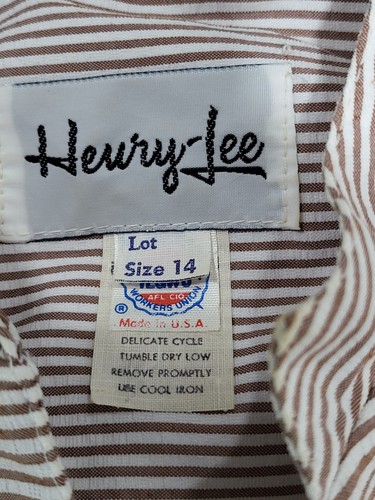 Henry-Lee
Lot
Size 14
ILGWU
AFL CIO
WORKERS UNION
®
Made in U.S.A.
DELICATE CYCLE
TUMBLE DRY LOW
REMOVE PROMPTLY
USE COOL IRON